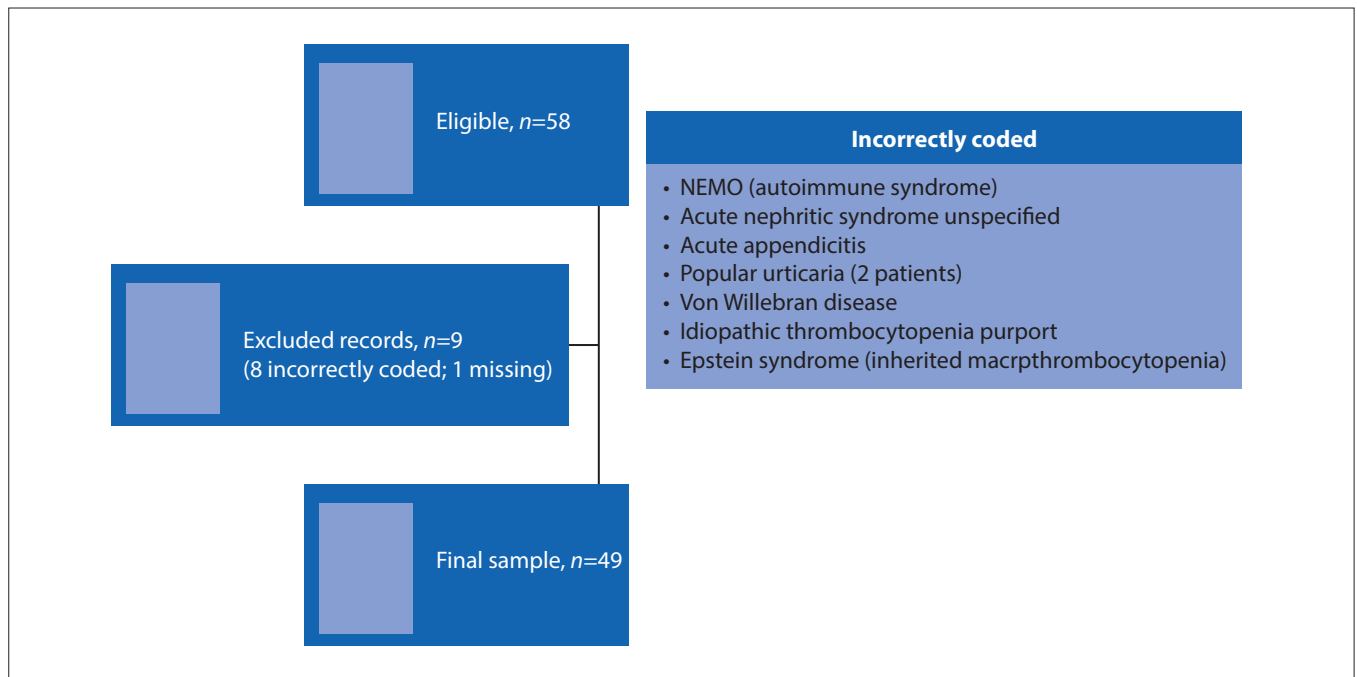 Eligible, n=58
Incorrectly coded
• NEMO (autoimmune syndrome)
• Acute nephritic syndrome unspecified
• Acute appendicitis
• Popular urticaria (2 patients)
• Von Willebran disease
• Idiopathic thrombocytopenia purport
• Epstein syndrome (inherited macrpthrombocytopenia)
Excluded records, n=9
(8 incorrectly coded; 1 missing)
Final sample, n=49